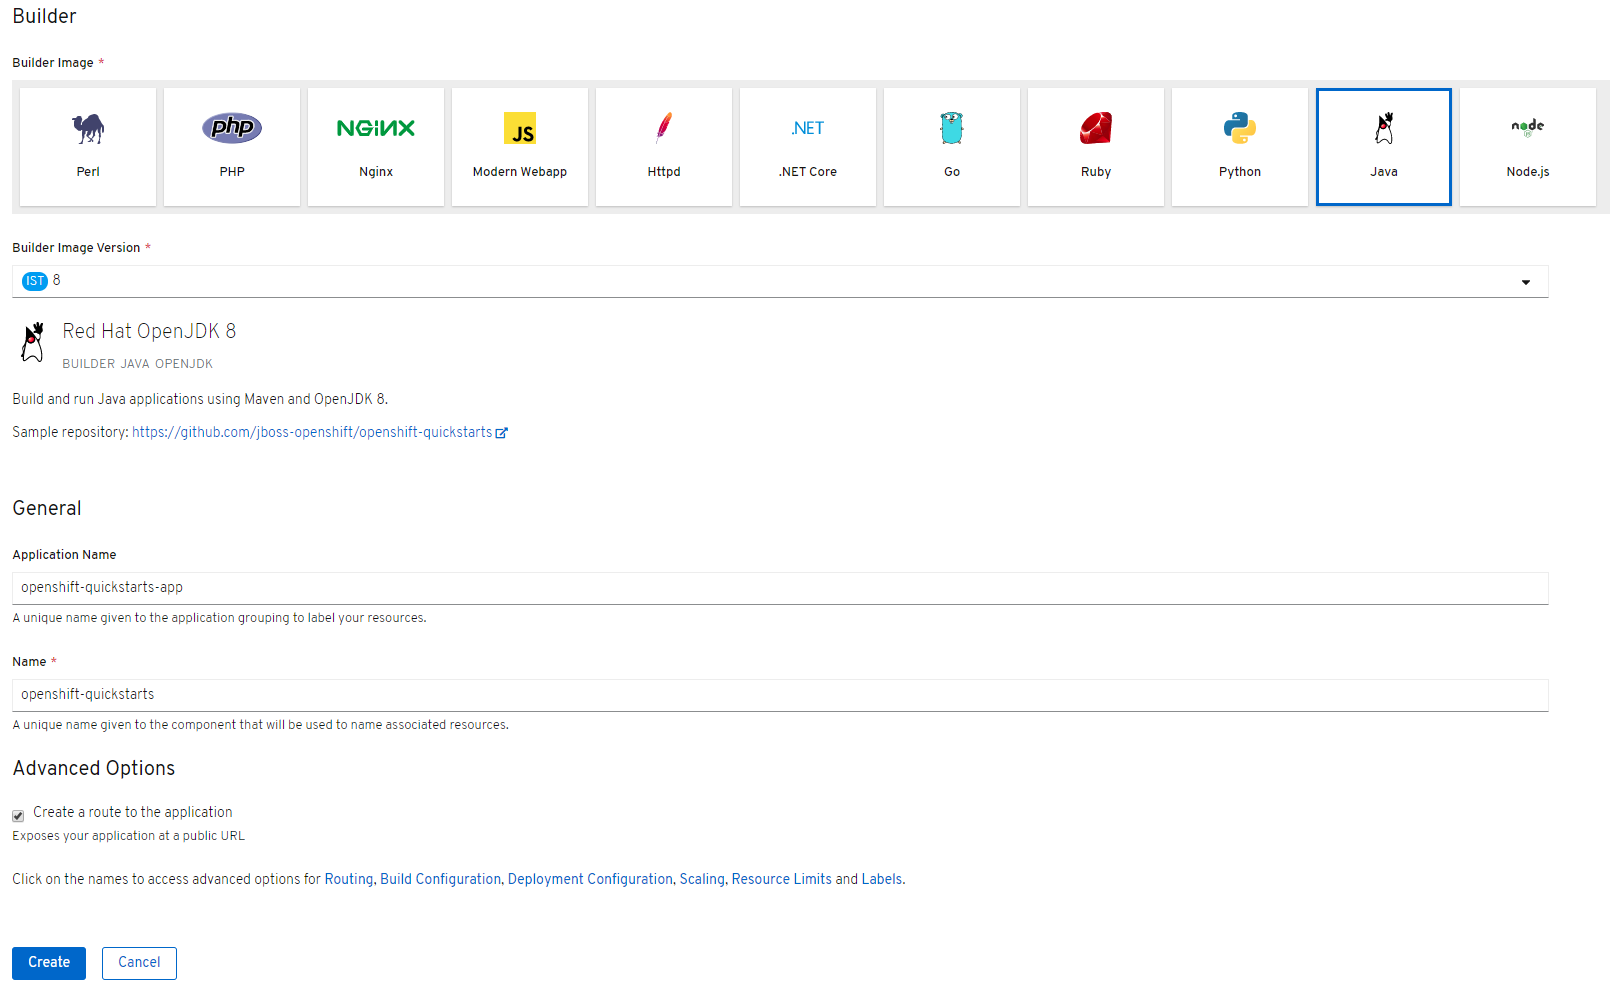 Builder
Builder Image *
php
NGINX
JS
.NET
node
JS
Perl
PHP
Nginx
Modern Webapp
Httpd
.NET Core
Go
Ruby
Python
Java
Node.js
Builder Image Version *
IST 8
Red Hat OpenJDK 8
BUILDER JAVA OPENJDK
Build and run Java applications using Maven and OpenJDK 8.
Sample repository: https://github.com/jboss-openshift/openshift-quickstarts
General
Application Name
openshift-quickstarts-app
A unique name given to the application grouping to label your resources.
Name *
openshift-quickstarts
A unique name given to the component that will be used to name associated resources.
Advanced Options
Create a route to the application
Exposes your application at a public URL
Click on the names to access advanced options for Routing, Build Configuration, Deployment Configuration, Scaling, Resource Limits and Labels.
Create
Cancel